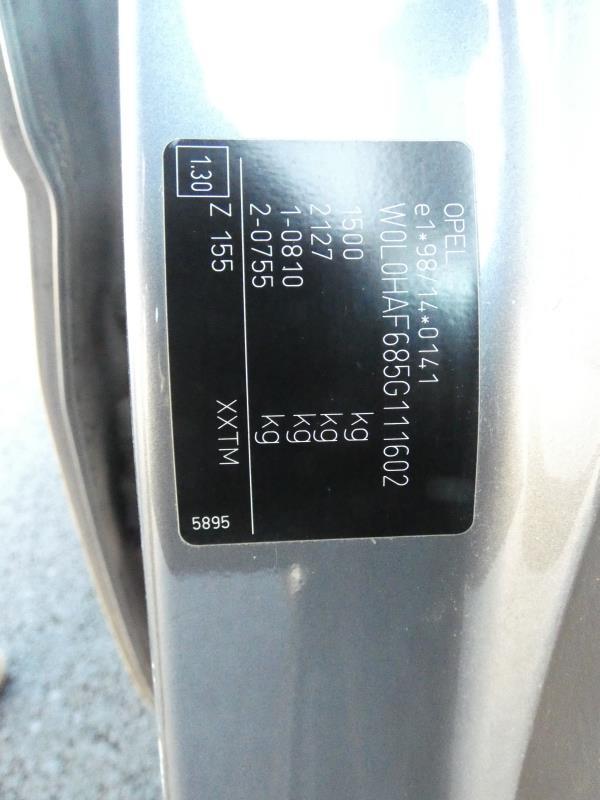 OPEL
e1*98/14*0141
W0L0HAF685G111602
1500 kg
2127 kg
1-0810 kg
2-0755 kg
Z 155 XXTM
1.30
5895